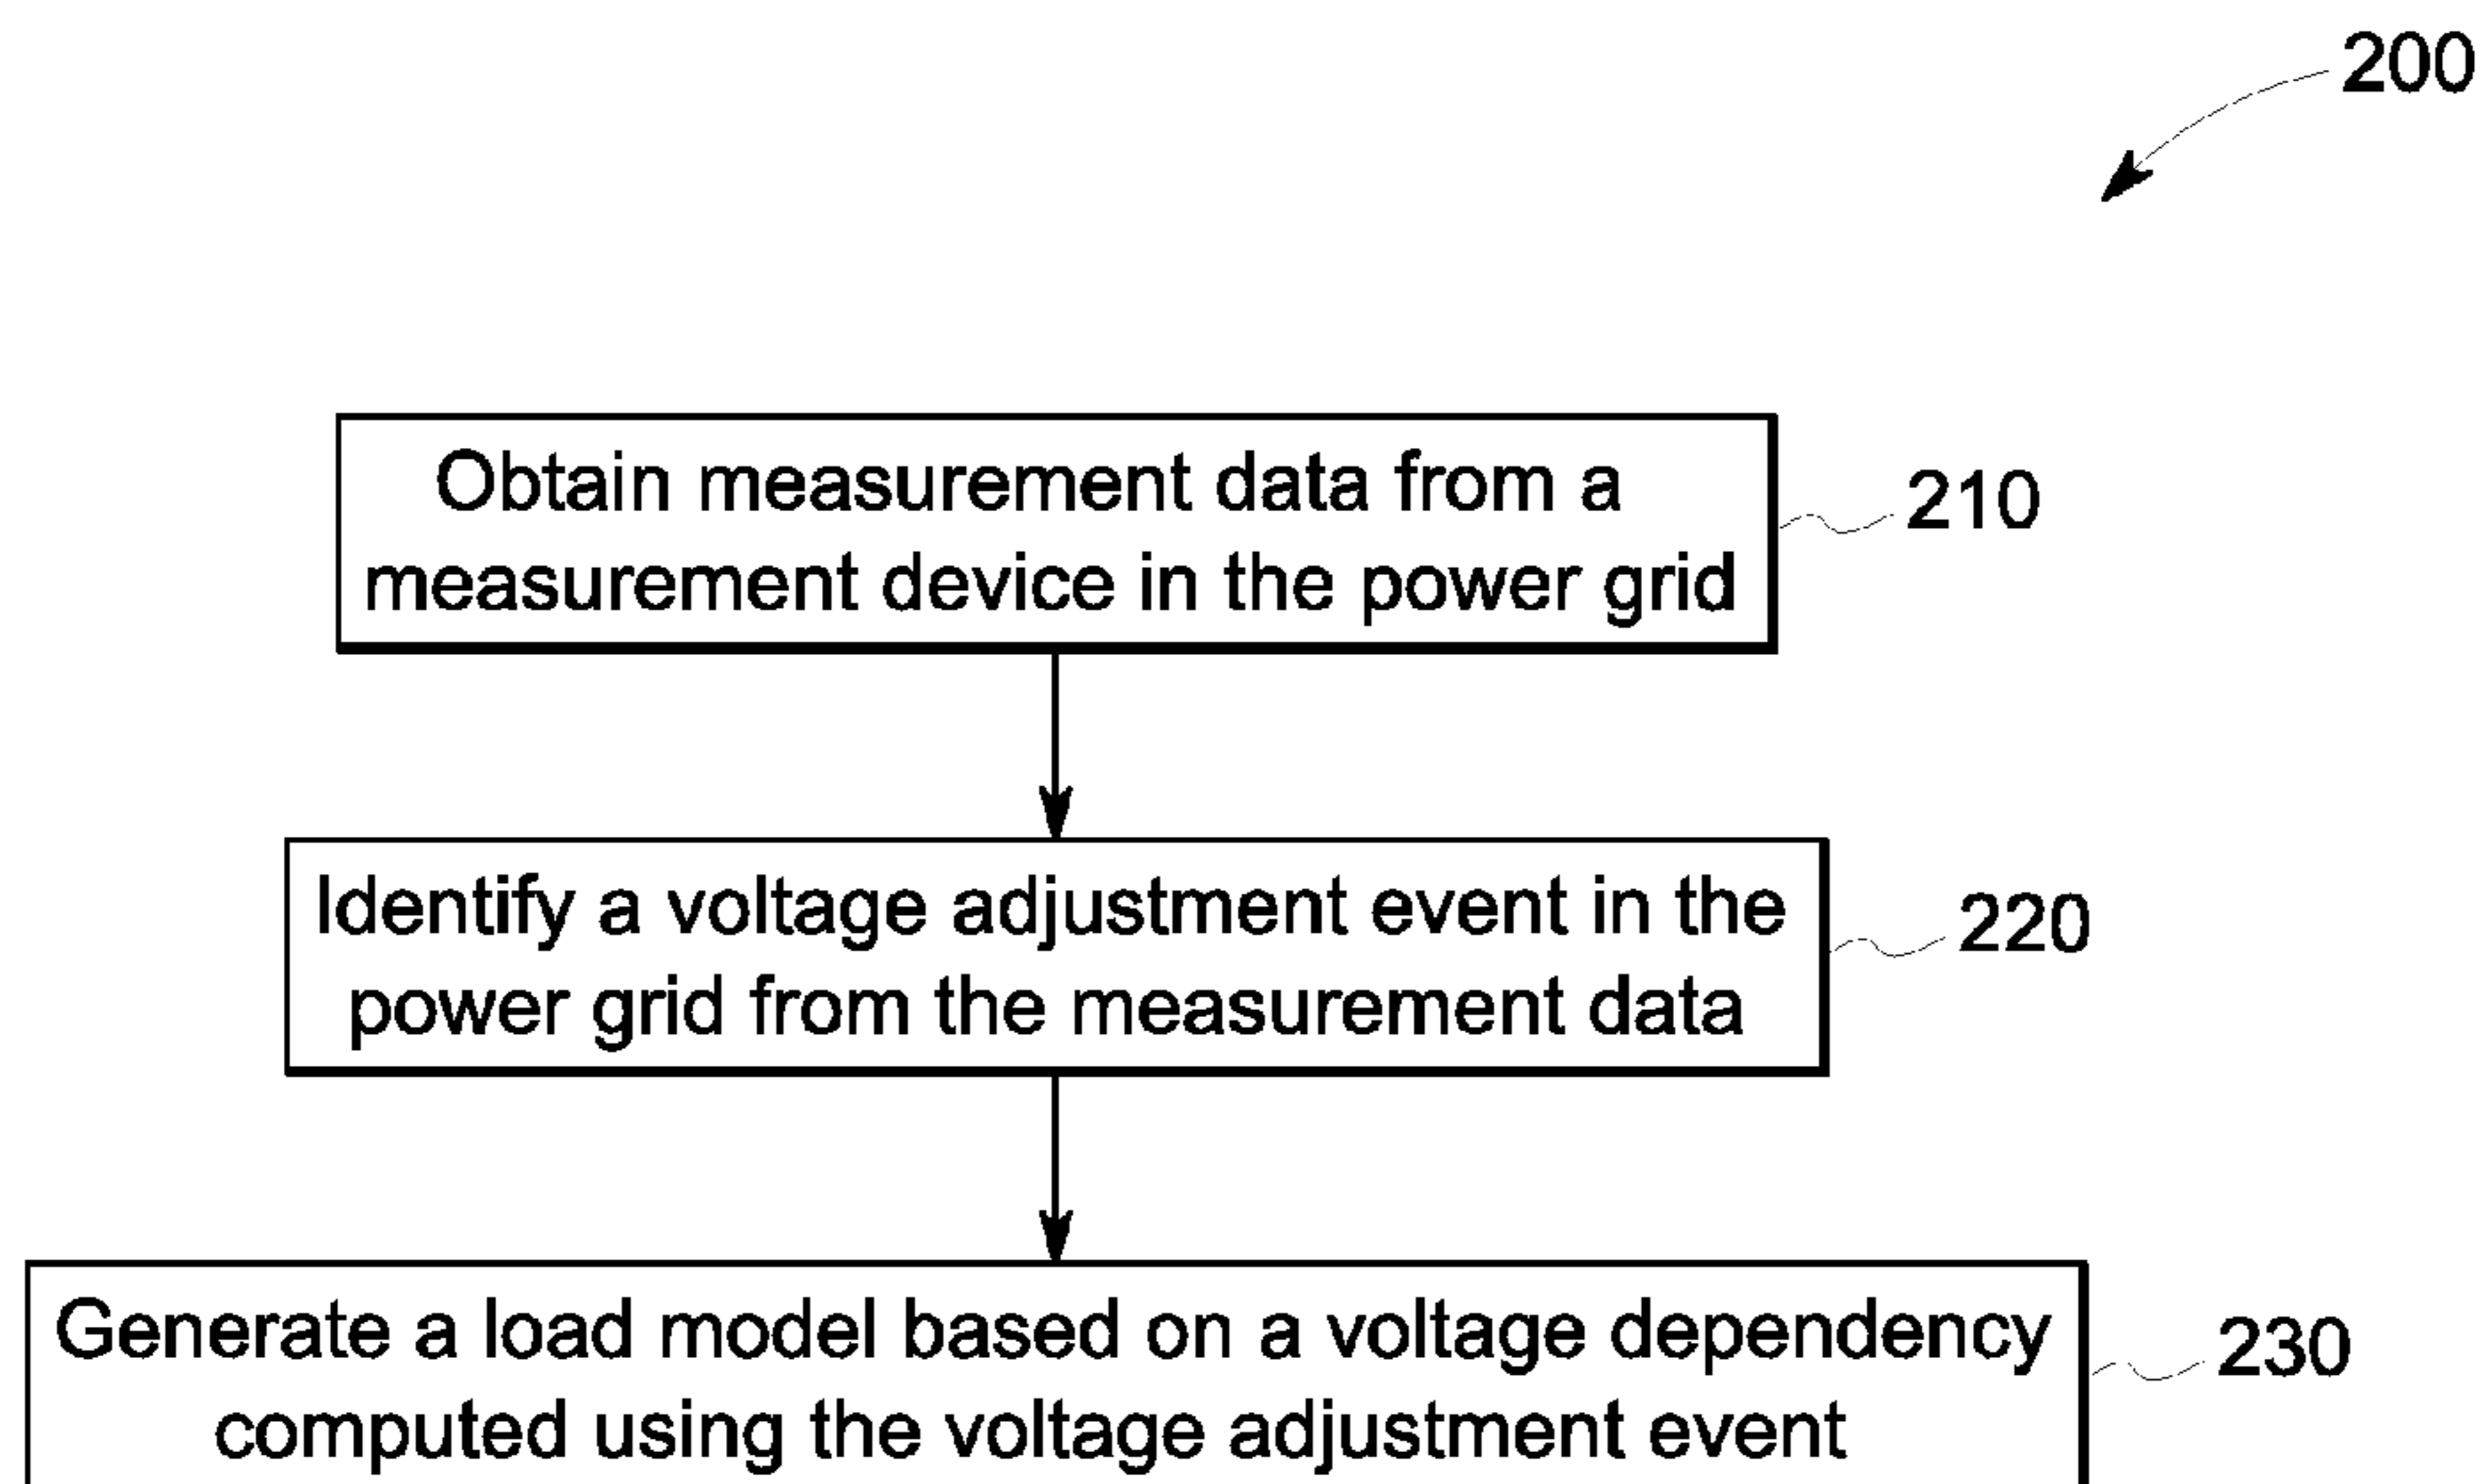 200
Obtain measurement data from a
measurement device in the power grid
210
Identify a voltage adjustment event in the
power grid from the measurement data
220
Generate a load model based on a voltage dependency
computed using the voltage adjustment event
230